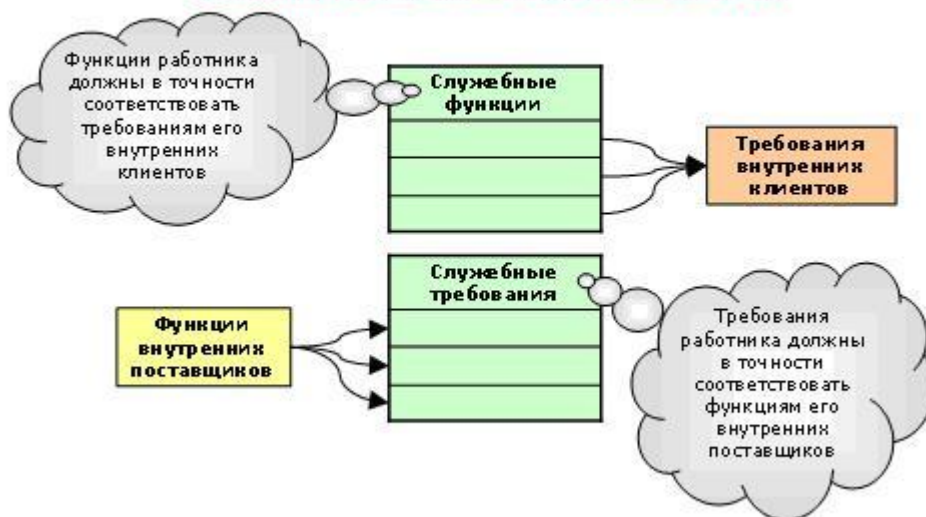 Функции работника
должны в точности
соответствовать
требованиям его
внутренних
клиентов
Служебные
функции
Требования
внутренних
клиентов
Служебные
требования
Функции
внутренних
поставщиков
Требования
работника должны
в точности
соответствовать
функциям его
внутренних
поставщиков